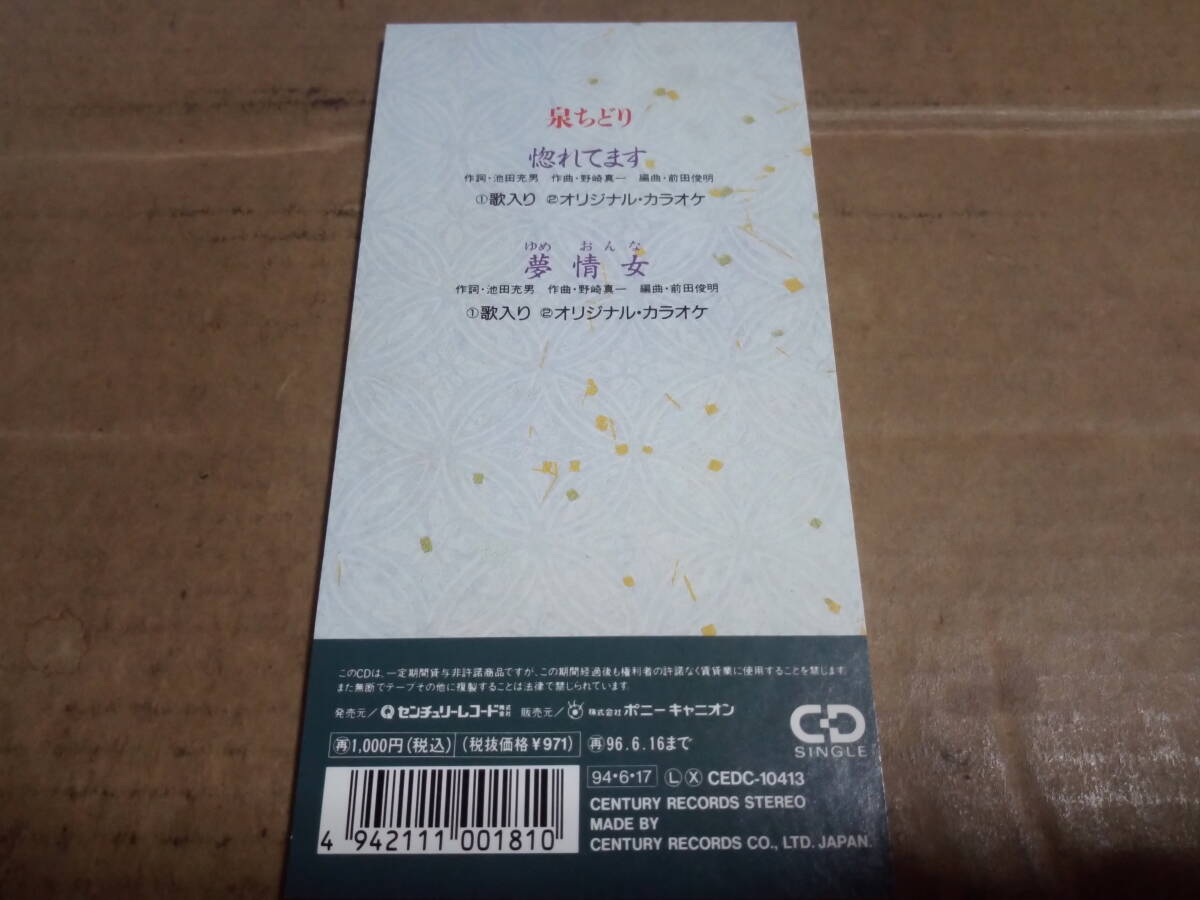 泉ちどり
惚れてます
作詞・池田充男 作曲・野崎真一 編曲・前田俊明
①歌入り ②オリジナル・カラオケ
ゆめ おんな
夢情女
作詞・池田充男 作曲・野崎真一 編曲・前田俊明
①歌入り ②オリジナル・カラオケ
このCDは、一定期間貸与非許諾商品ですが、この期間経過後も権利者の許諾なく賃貸業に使用することを禁じます。
また無断でテープその他に複製することは法律で禁じられています。
発売元/センチュリーレコード株式会社 販売元/株式会社ポニーキャニオン
CD
SINGLE
再1,000円(税込) (税抜価格¥971) 再96.6.16まで
94・6・17 Ⓛ Ⓧ CEDC-10413
CENTURY RECORDS STEREO
MADE BY
CENTURY RECORDS CO., LTD. JAPAN.
4 942111 001810